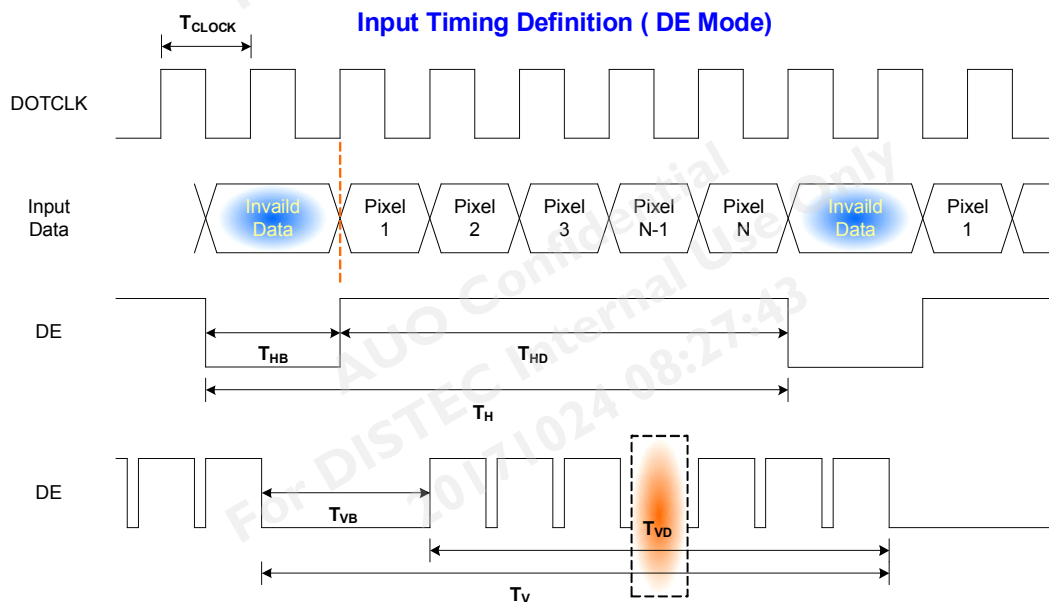 Input Timing Definition ( DE Mode)
TCLOCK
DOTCLK
Input
Data
Invaild
Data
Pixel
1
Pixel
2
Pixel
3
Pixel
N-1
Pixel
N
Invaild
Data
Pixel
1
DE
THB
THD
TH
DE
TVB
TVD
TV
AUO Confidential
For DISTEC Internal Use Only
20171024 08:27:43